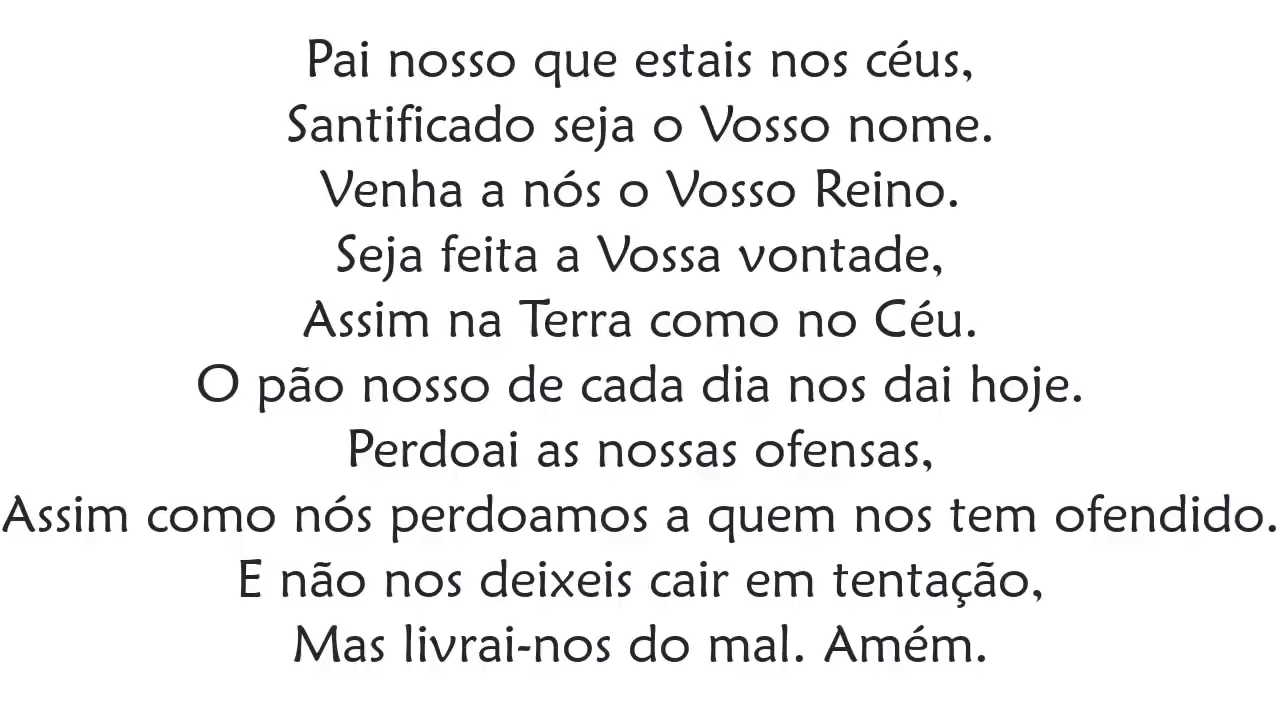 Pai nosso que estais nos céus,
Santificado seja o Vosso nome.
Venha a nós o Vosso Reino.
Seja feita a Vossa vontade,
Assim na Terra como no Céu.
O pão nosso de cada dia nos dai hoje.
Perdoai as nossas ofensas,
Assim como nós perdoamos a quem nos tem ofendido.
E não nos deixeis cair em tentação,
Mas livrai-nos do mal. Amém.